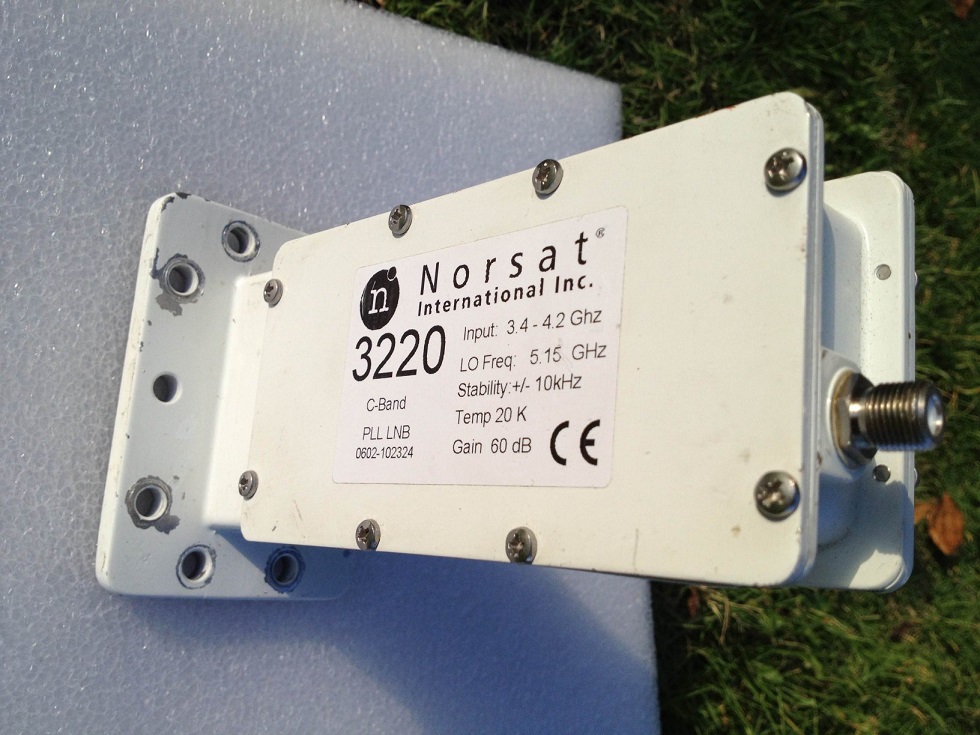 n
Norsat®
International Inc.
3220
Input: 3.4 - 4.2 Ghz
LO Freq: 5.15 GHz
Stability:+/- 10kHz
C-Band
Temp 20 K
PLL LNB
Gain 60 dB
0602-102324
CE